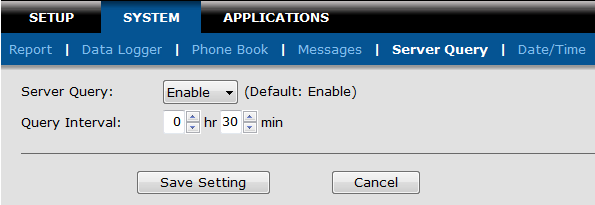 SETUP SYSTEM APPLICATIONS
Report | Data Logger | Phone Book | Messages | Server Query | Date/Time
Server Query: Enable (Default: Enable)
Query Interval: 0 hr 30 min
Save Setting Cancel